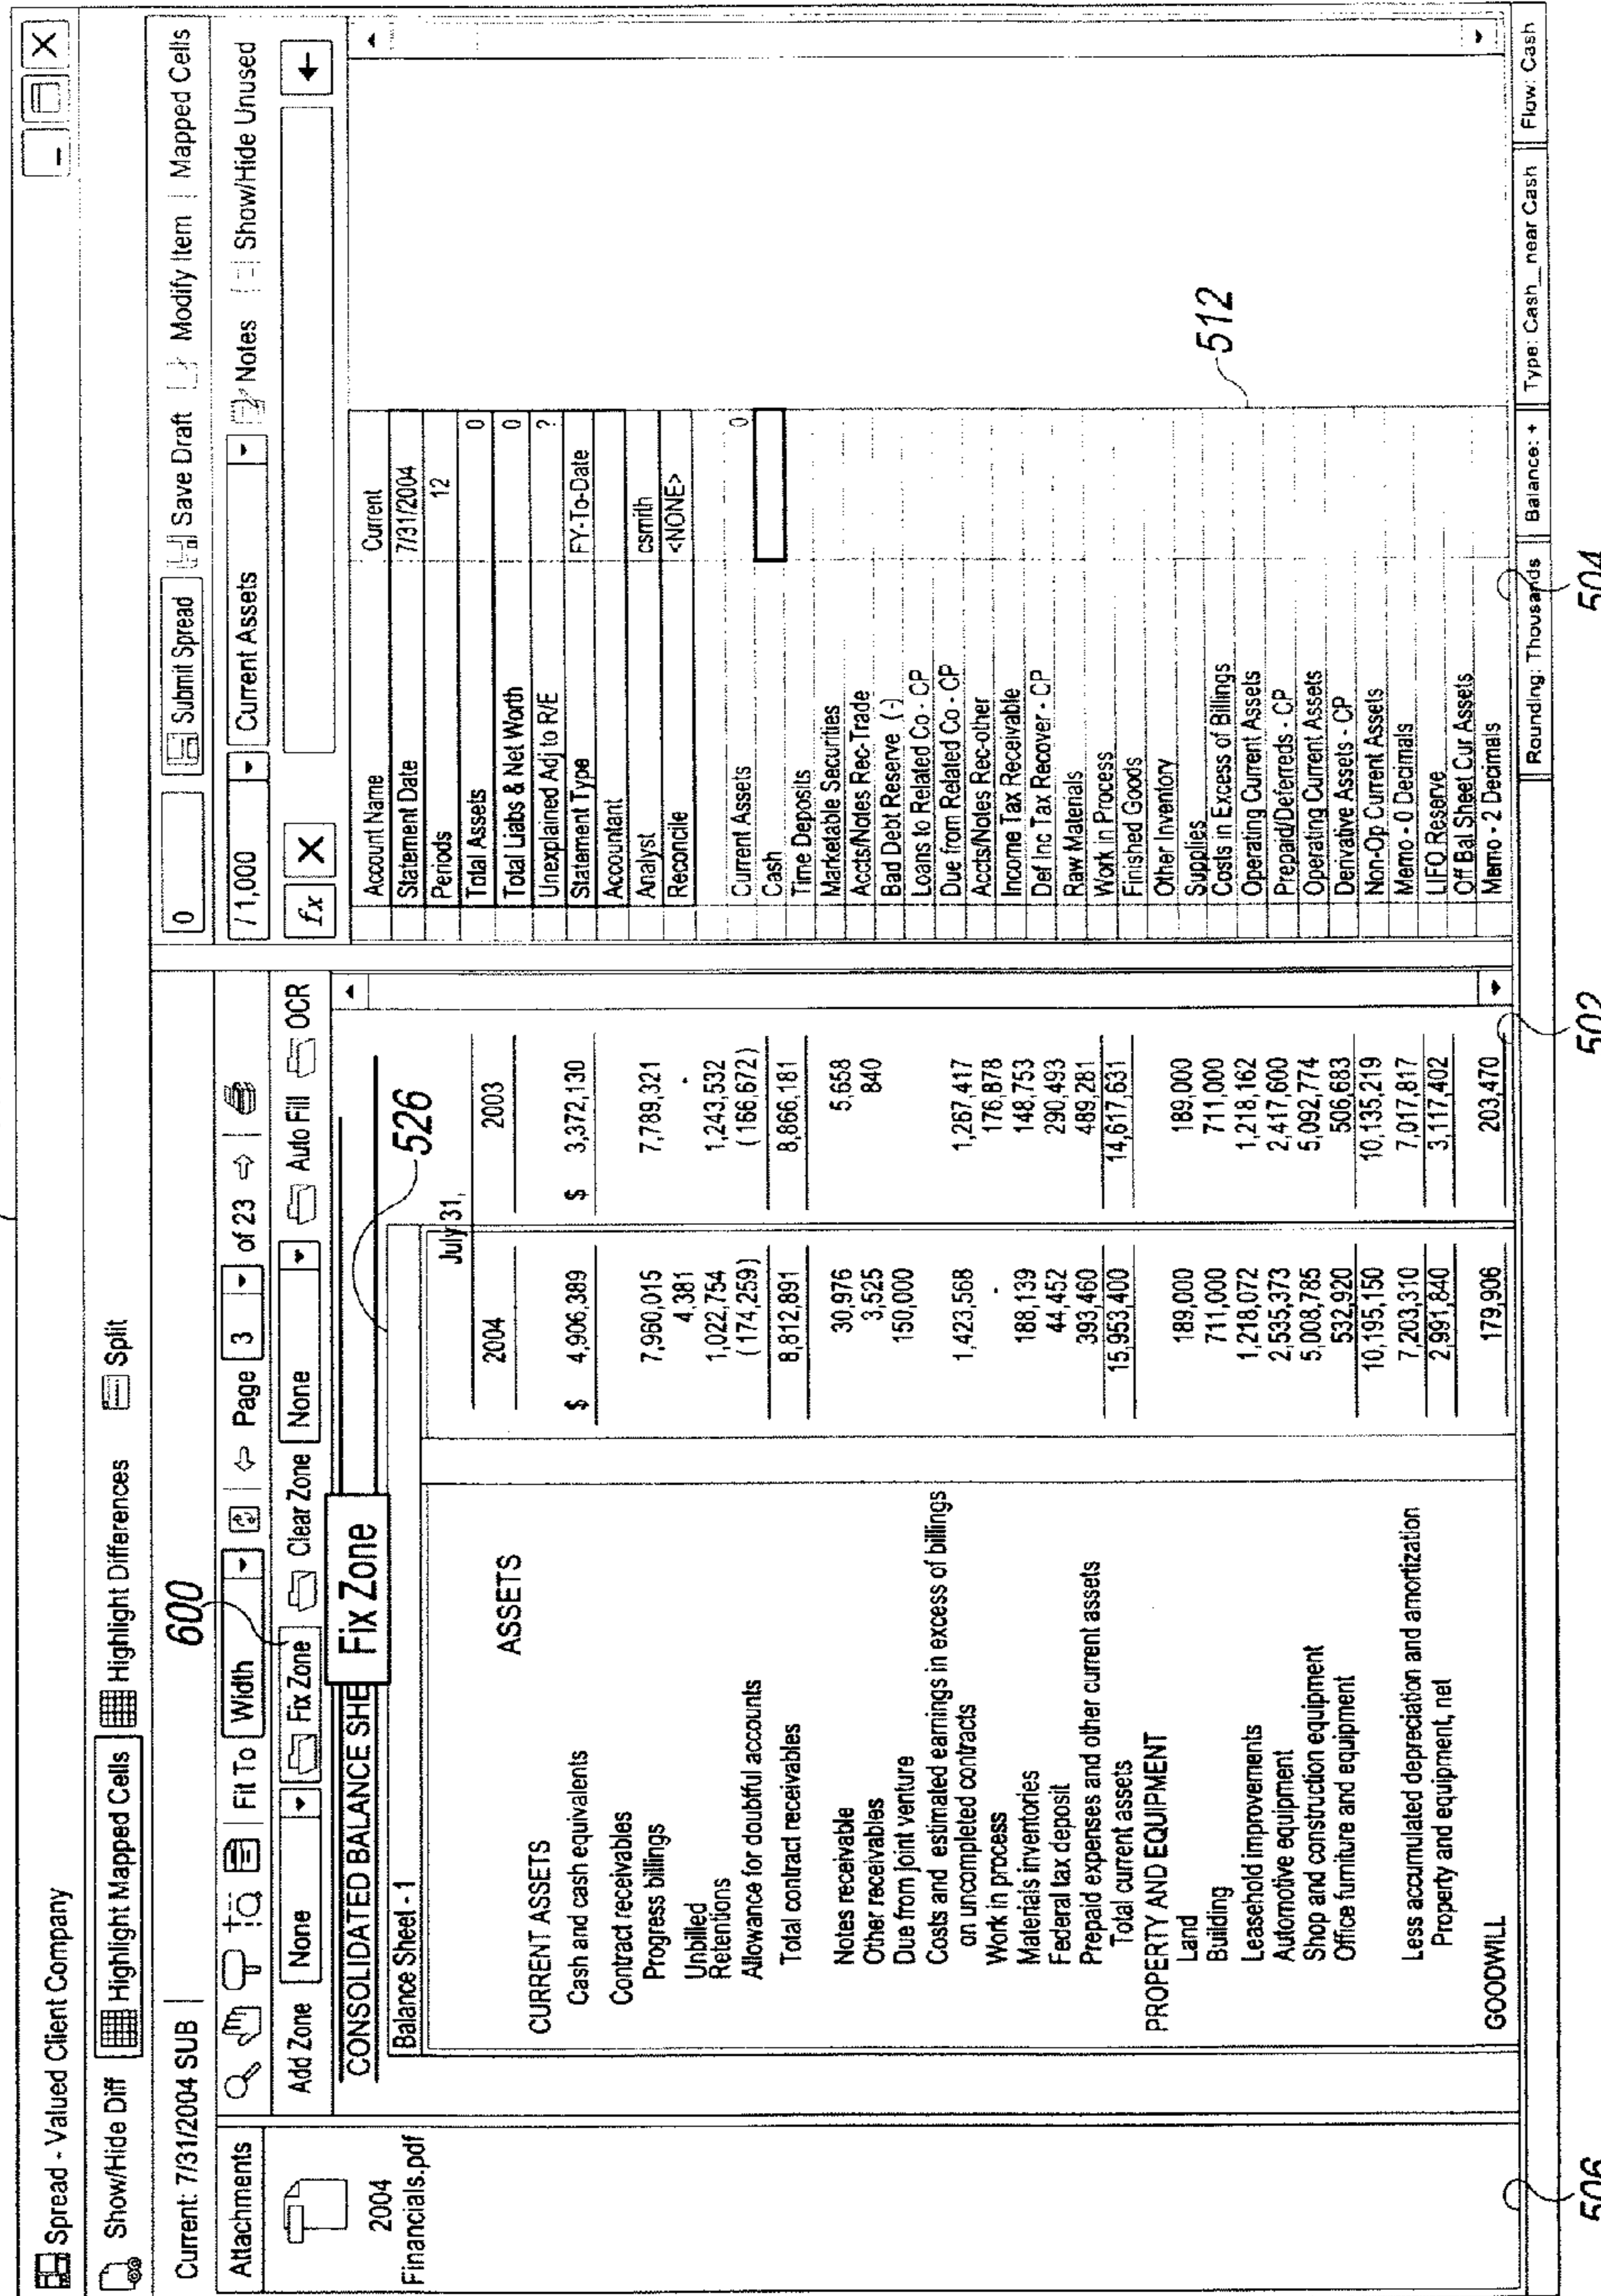 Spread - Valued Client Company
Show/Hide Diff Highlight Mapped Cells Highlight Differences Split
Current: 7/31/2004 SUB
600
0 Submit Spread Save Draft Modify Item Mapped Cells
Attachments
Fit To Width Page 3 of 23
/ 1,000 Current Assets Notes Show/Hide Unused
Add Zone None Fix Zone Clear Zone None Auto Fill OCR
fx X
2004
Financials.pdf
CONSOLIDATED BALANCE SHE
Fix Zone
526
Balance Sheet - 1
July 31,
2004 2003
ASSETS
CURRENT ASSETS
Cash and cash equivalents $ 4,906,389 $ 3,372,130
Contract receivables
Progress billings 7,960,015 7,789,321
Unbilled 4,381 -
Retentions 1,022,754 1,243,532
Allowance for doubtful accounts (174,259) (166,672)
Total contract receivables 8,812,891 8,866,181
Notes receivable 30,976 5,658
Other receivables 3,525 840
Due from joint venture 150,000
Costs and estimated earnings in excess of billings
on uncompleted contracts 1,423,568 1,267,417
Work in process - 176,878
Materials inventories 188,139 148,753
Federal tax deposit 44,452 290,493
Prepaid expenses and other current assets 393,460 489,281
Total current assets 15,953,400 14,617,631
PROPERTY AND EQUIPMENT
Land 189,000 189,000
Building 711,000 711,000
Leasehold improvements 1,218,072 1,218,162
Automotive equipment 2,535,373 2,417,600
Shop and construction equipment 5,008,785 5,092,774
Office furniture and equipment 532,920 506,683
10,195,150 10,135,219
Less accumulated depreciation and amortization 7,203,310 7,017,817
Property and equipment, net 2,991,840 3,117,402
GOODWILL 179,906 203,470
Account Name Current
Statement Date 7/31/2004
Periods 12
Total Assets 0
Total Liabs & Net Worth 0
Unexplained Adj to R/E ?
Statement Type FY-To-Date
Accountant
Analyst csmith
Reconcile <NONE>
Current Assets 0
Cash
Time Deposits
Marketable Securities
Accts/Notes Rec-Trade
Bad Debt Reserve (-)
Loans to Related Co - CP
Due from Related Co - CP
Accts/Notes Rec-other
Income Tax Receivable
Def Inc Tax Recover - CP
Raw Materials
Work in Process
Finished Goods
Other Inventory
Supplies
Costs in Excess of Billings
Operating Current Assets
Prepaid/Deferreds - CP
Operating Current Assets
Derivative Assets - CP
Non-Op Current Assets
Memo - 0 Decimals
LIFO Reserve
Off Bal Sheet Cur Assets
Memo - 2 Decimals
512
Rounding: Thousands Balance: + Type: Cash__near Cash Flow: Cash
506
502
504